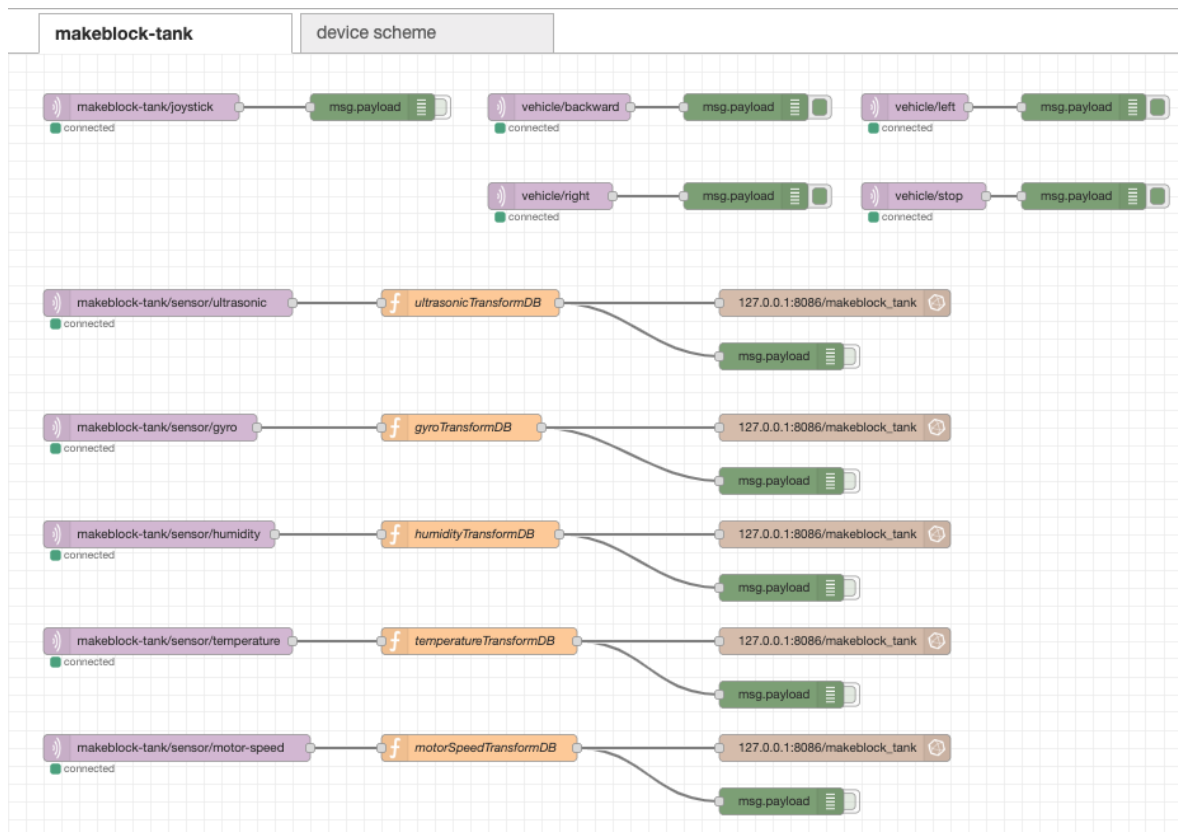 makeblock-tank
device scheme
makeblock-tank/joystick
msg.payload
vehicle/backward
msg.payload
vehicle/left
msg.payload
connected
connected
connected
vehicle/right
msg.payload
vehicle/stop
msg.payload
connected
connected
makeblock-tank/sensor/ultrasonic
ultrasonicTransformDB
127.0.0.1:8086/makeblock_tank
connected
msg.payload
makeblock-tank/sensor/gyro
gyroTransformDB
127.0.0.1:8086/makeblock_tank
connected
msg.payload
makeblock-tank/sensor/humidity
humidityTransformDB
127.0.0.1:8086/makeblock_tank
connected
msg.payload
makeblock-tank/sensor/temperature
temperatureTransformDB
127.0.0.1:8086/makeblock_tank
connected
msg.payload
makeblock-tank/sensor/motor-speed
motorSpeedTransformDB
127.0.0.1:8086/makeblock_tank
connected
msg.payload